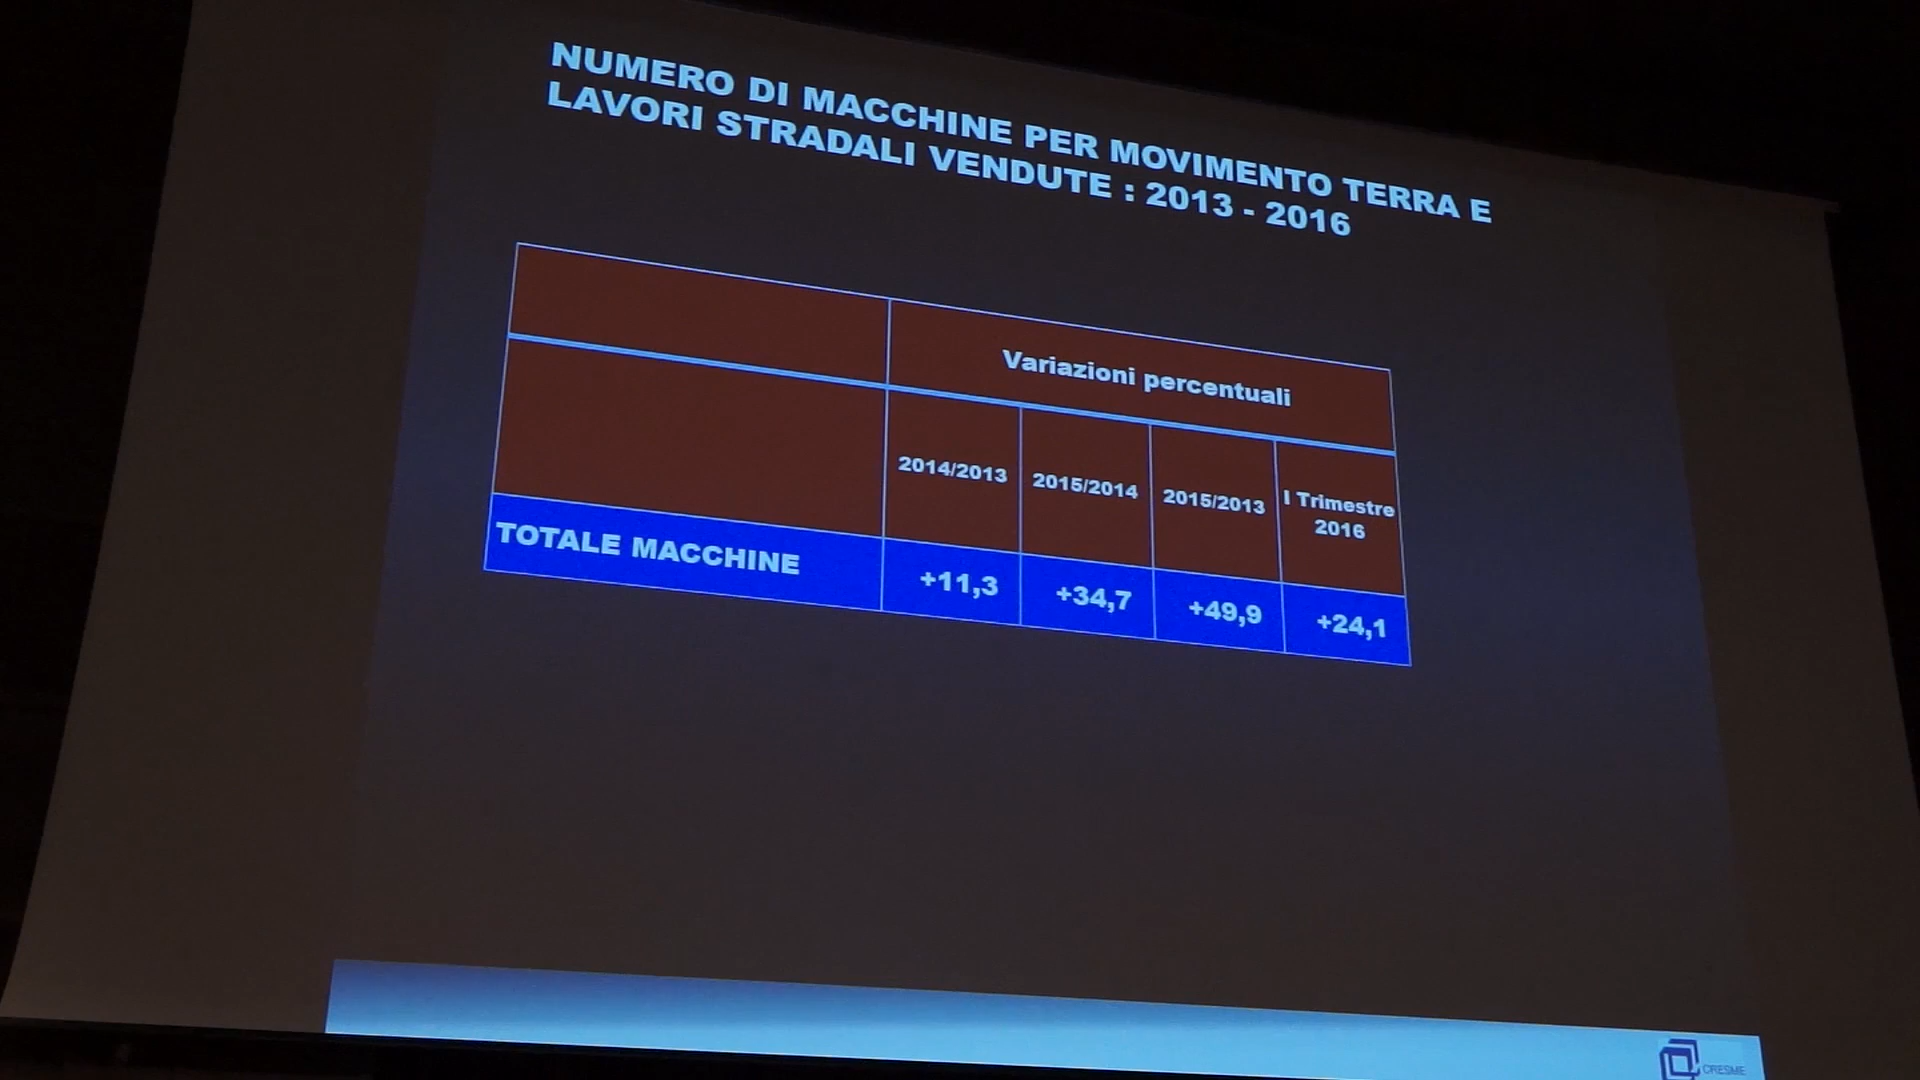 NUMERO DI MACCHINE PER MOVIMENTO TERRA E
LAVORI STRADALI VENDUTE : 2013 - 2016
Variazioni percentuali
2014/2013
2015/2014
2015/2013
I Trimestre
2016
TOTALE MACCHINE
+11,3
+34,7
+49,9
+24,1
CRESME